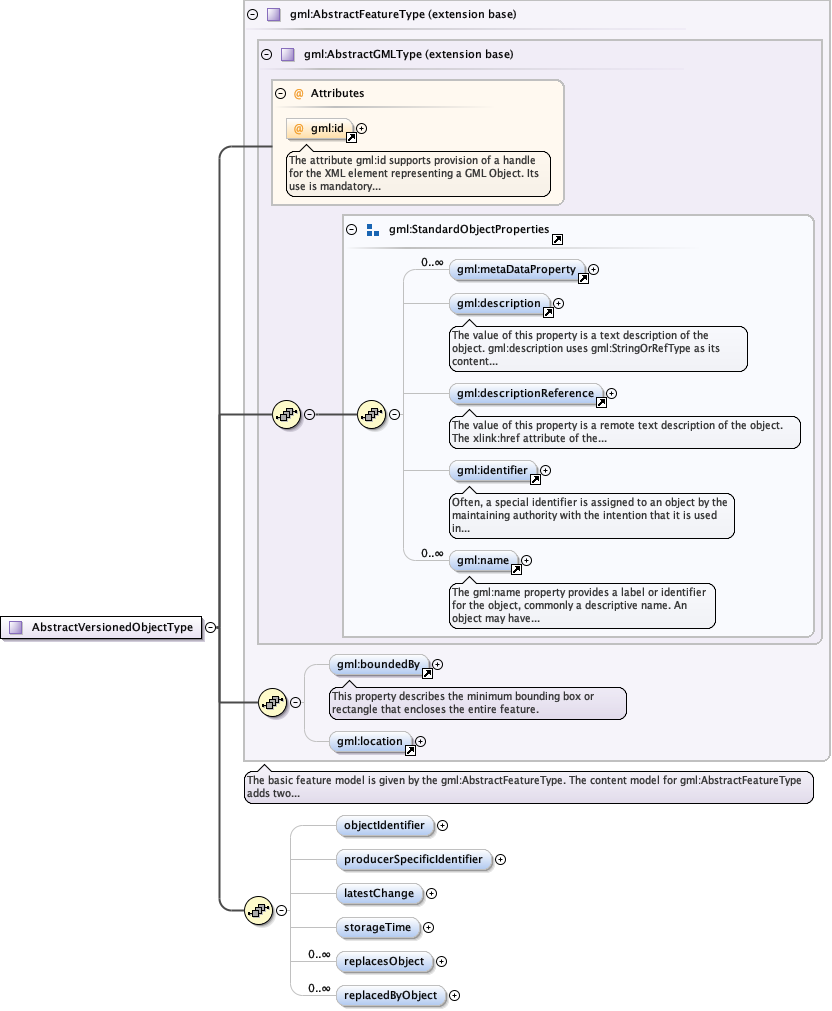 gml:AbstractFeatureType (extension base)
gml:AbstractGMLType (extension base)
@ Attributes
@ gml:id
The attribute gml:id supports provision of a handle
for the XML element representing a GML Object. Its
use is mandatory...
gml:StandardObjectProperties
0..∞
gml:metaDataProperty
gml:description
The value of this property is a text description of the
object. gml:description uses gml:StringOrRefType as its
content...
gml:descriptionReference
The value of this property is a remote text description of the object.
The xlink:href attribute of the...
gml:identifier
Often, a special identifier is assigned to an object by the
maintaining authority with the intention that it is used
in...
0..∞
gml:name
The gml:name property provides a label or identifier
for the object, commonly a descriptive name. An
object may have...
AbstractVersionedObjectType
gml:boundedBy
This property describes the minimum bounding box or
rectangle that encloses the entire feature.
gml:location
The basic feature model is given by the gml:AbstractFeatureType. The content model for gml:AbstractFeatureType
adds two...
objectIdentifier
producerSpecificIdentifier
latestChange
storageTime
0..∞
replacesObject
0..∞
replacedByObject